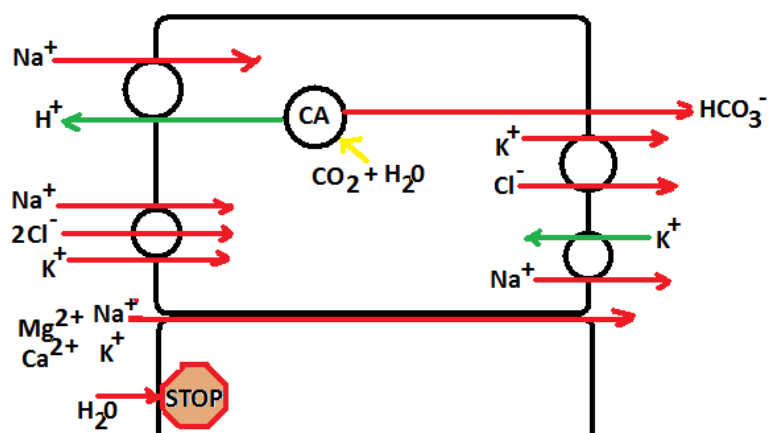 Na⁺
H⁺
CA
HCO₃⁻
CO₂ + H₂O
K⁺
Cl⁻
Na⁺
2Cl⁻
K⁺
K⁺
Na⁺
Mg²⁺ Na⁺
Ca²⁺ K⁺
H₂O
STOP